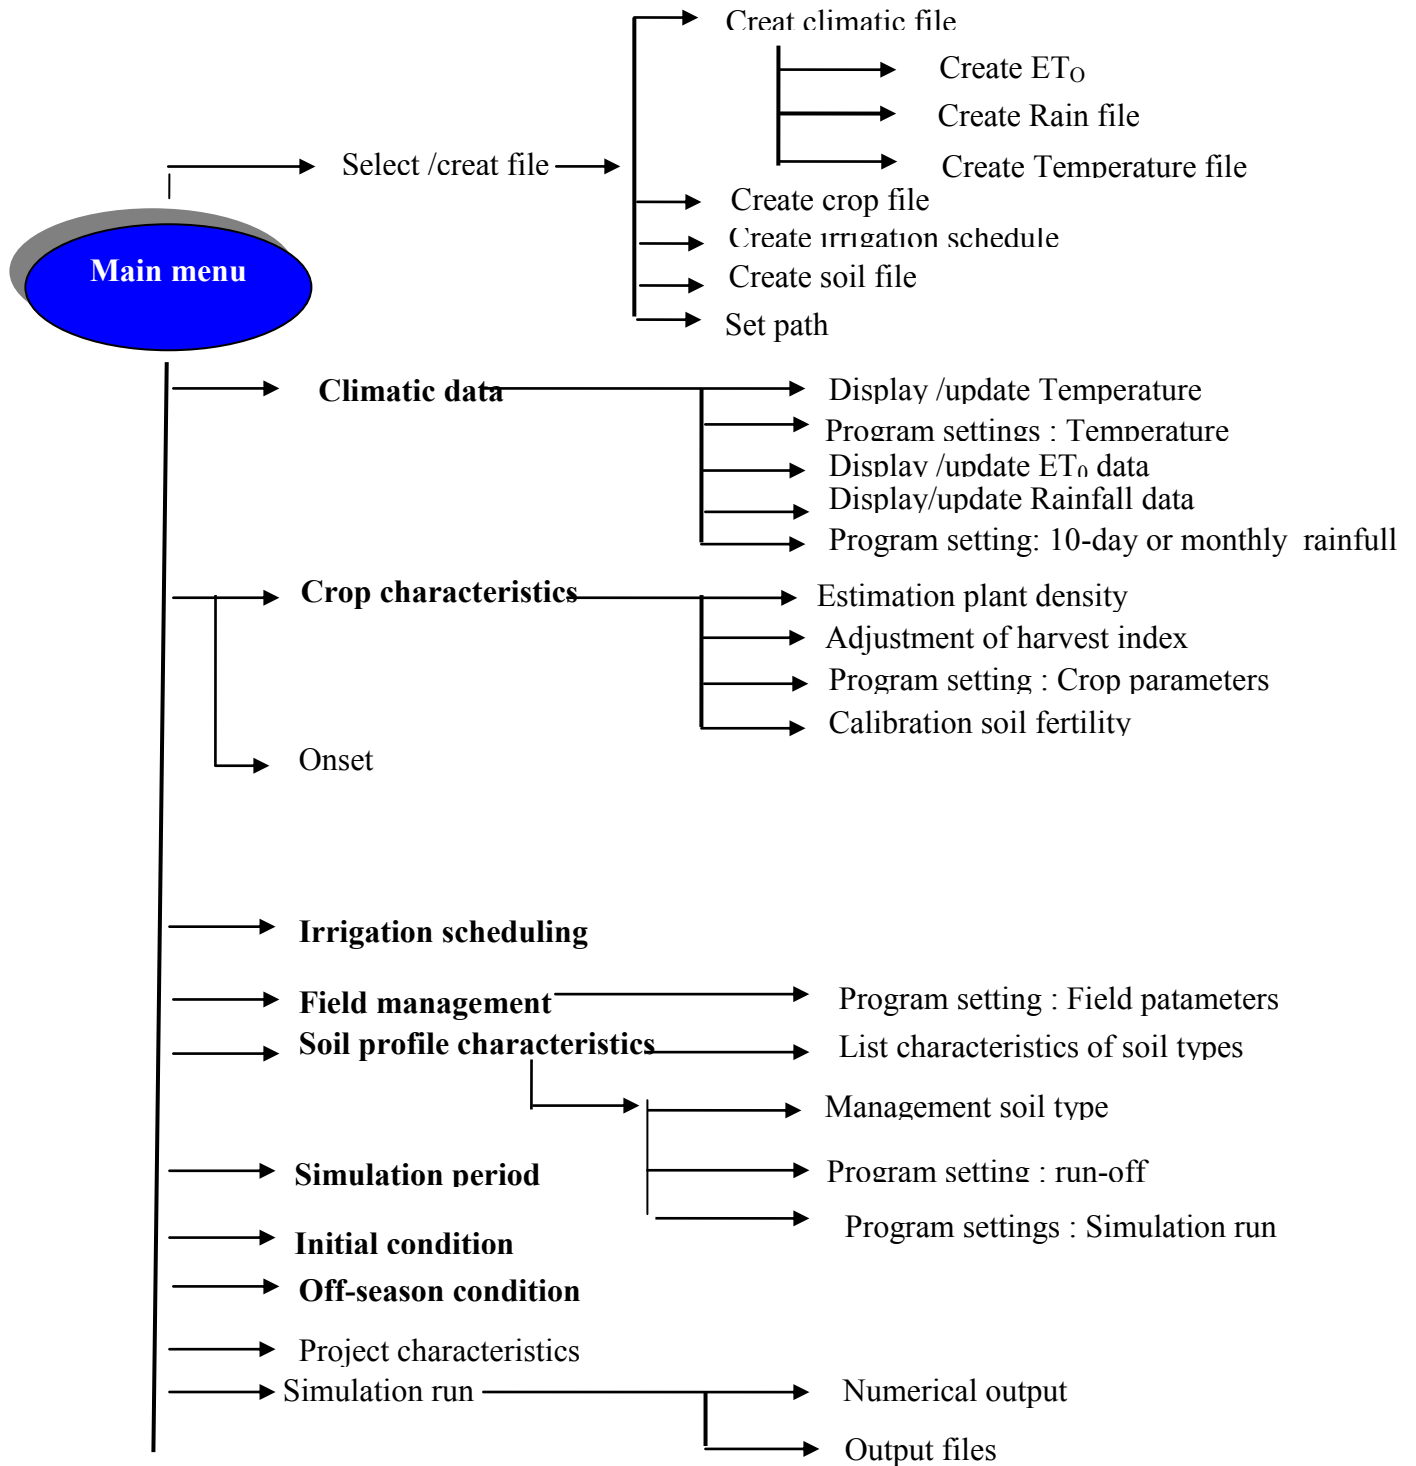 Creat climatic file
Create ETO
Create Rain file
Select /creat file
Create Temperature file
Create crop file
Create irrigation schedule
Main menu
Create soil file
Set path
Climatic data
Display /update Temperature
Program settings : Temperature
Display /update ET0 data
Display/update Rainfall data
Program setting: 10-day or monthly rainfull
Crop characteristics
Estimation plant density
Adjustment of harvest index
Program setting : Crop parameters
Calibration soil fertility
Onset
Irrigation scheduling
Field management
Program setting : Field patameters
Soil profile characteristics
List characteristics of soil types
Management soil type
Simulation period
Program setting : run-off
Program settings : Simulation run
Initial condition
Off-season condition
Project characteristics
Simulation run
Numerical output
Output files